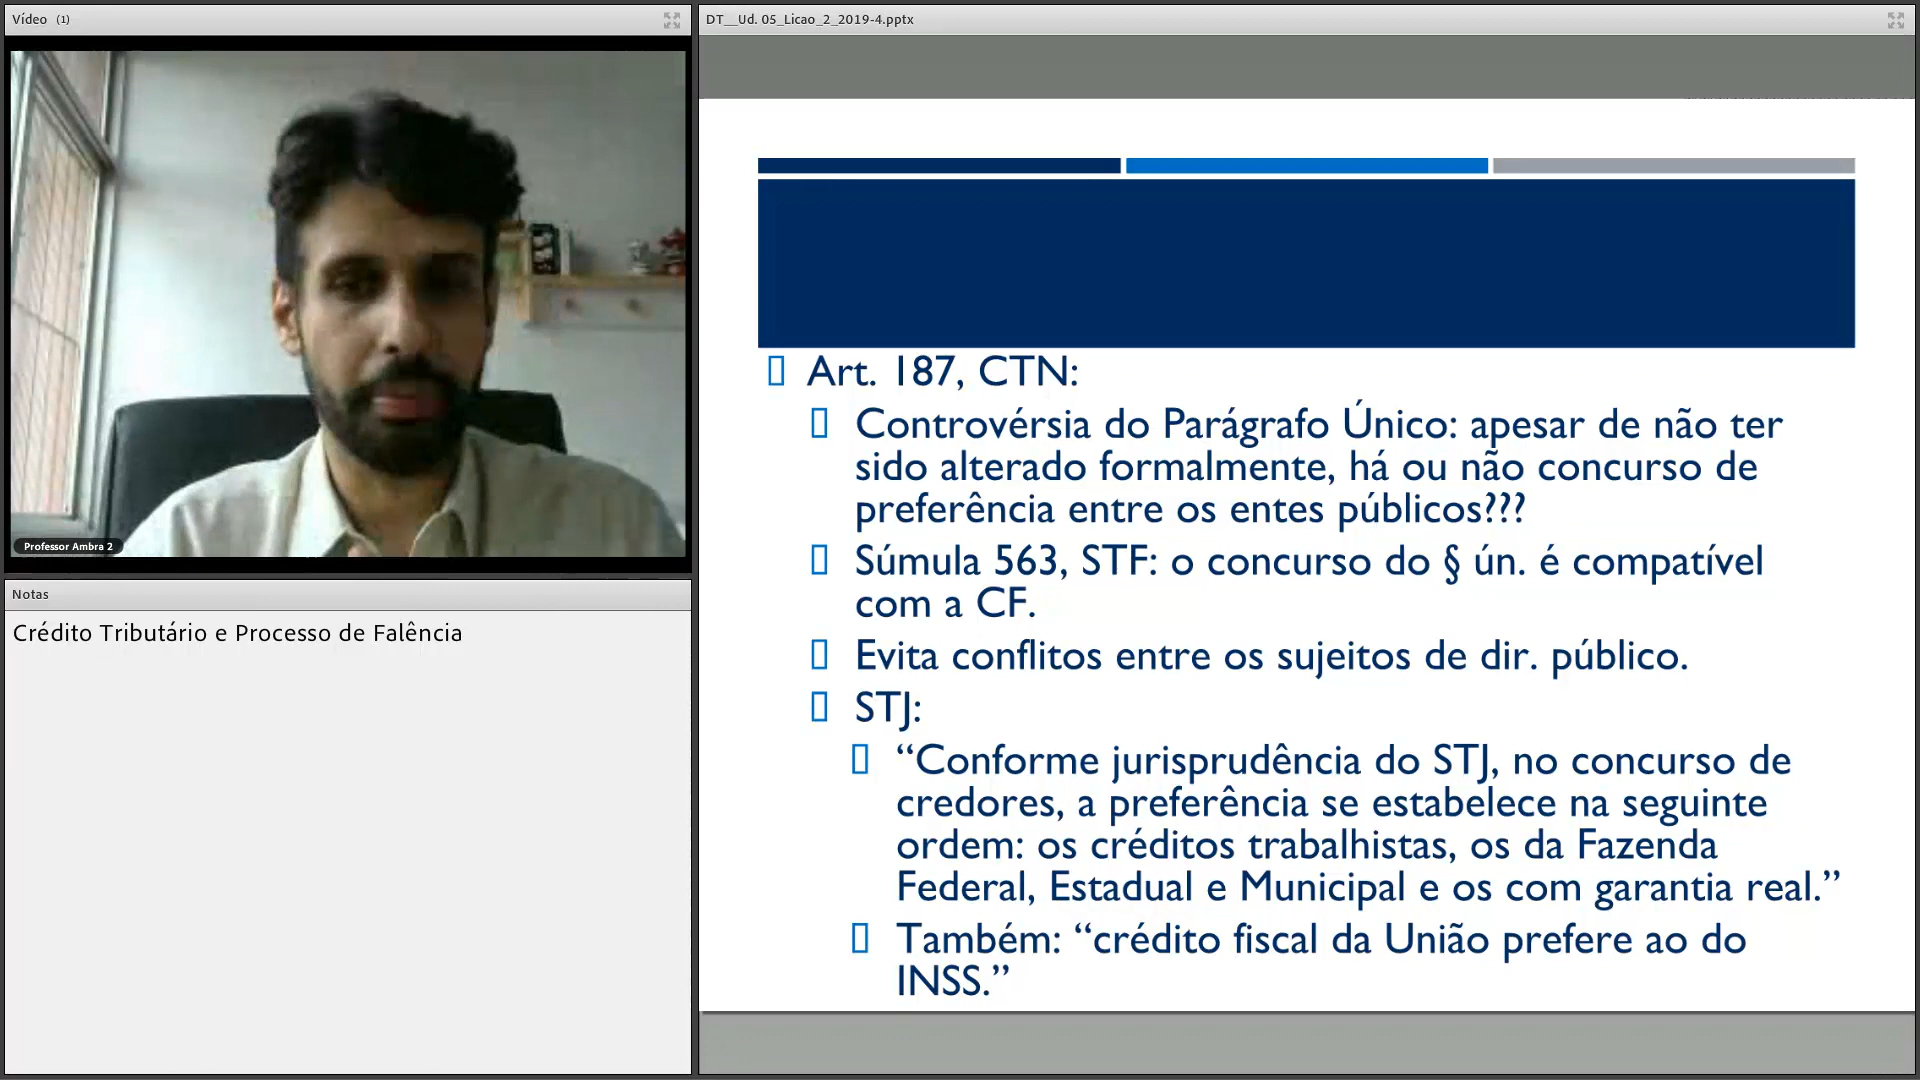 Vídeo (1)
Professor Ambra 2
Notas
Crédito Tributário e Processo de Falência
DT__Ud. 05_Licao_2_2019-4.pptx
Art. 187, CTN:
Controvérsia do Parágrafo Único: apesar de não ter
sido alterado formalmente, há ou não concurso de
preferência entre os entes públicos???
Súmula 563, STF: o concurso do § ún. é compatível
com a CF.
Evita conflitos entre os sujeitos de dir. público.
STJ:
“Conforme jurisprudência do STJ, no concurso de
credores, a preferência se estabelece na seguinte
ordem: os créditos trabalhistas, os da Fazenda
Federal, Estadual e Municipal e os com garantia real.”
Também: “crédito fiscal da União prefere ao do
INSS.”